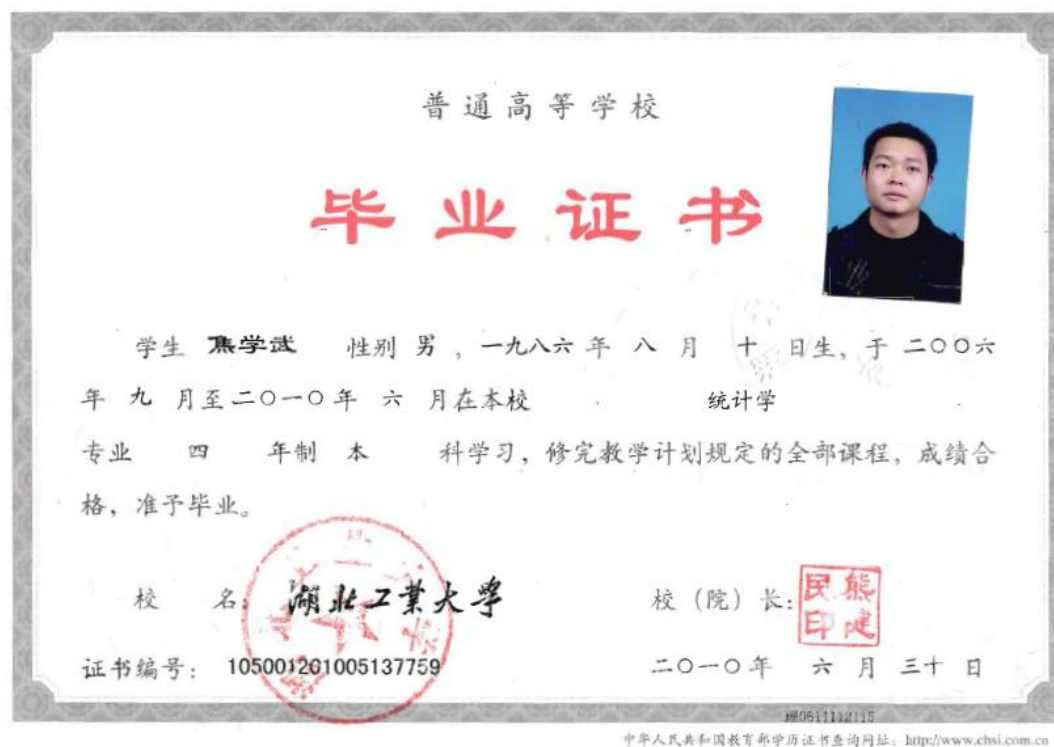 普通高等学校
毕业证书
学生 焦学武 性别 男 ，一九八六 年 八 月 十 日生，于 二〇〇六
年 九 月至二〇一〇年 六 月在本校 统计学
专业 四 年制 本 科学习，修完教学计划规定的全部课程，成绩合
格，准予毕业。
校 名： 湖北工业大学 校（院）长： 熊健民印
证书编号： 105001201005137759 二〇一〇年 六 月 三十 日
中华人民共和国教育部学历证书查询网址：http://www.chsi.com.cn